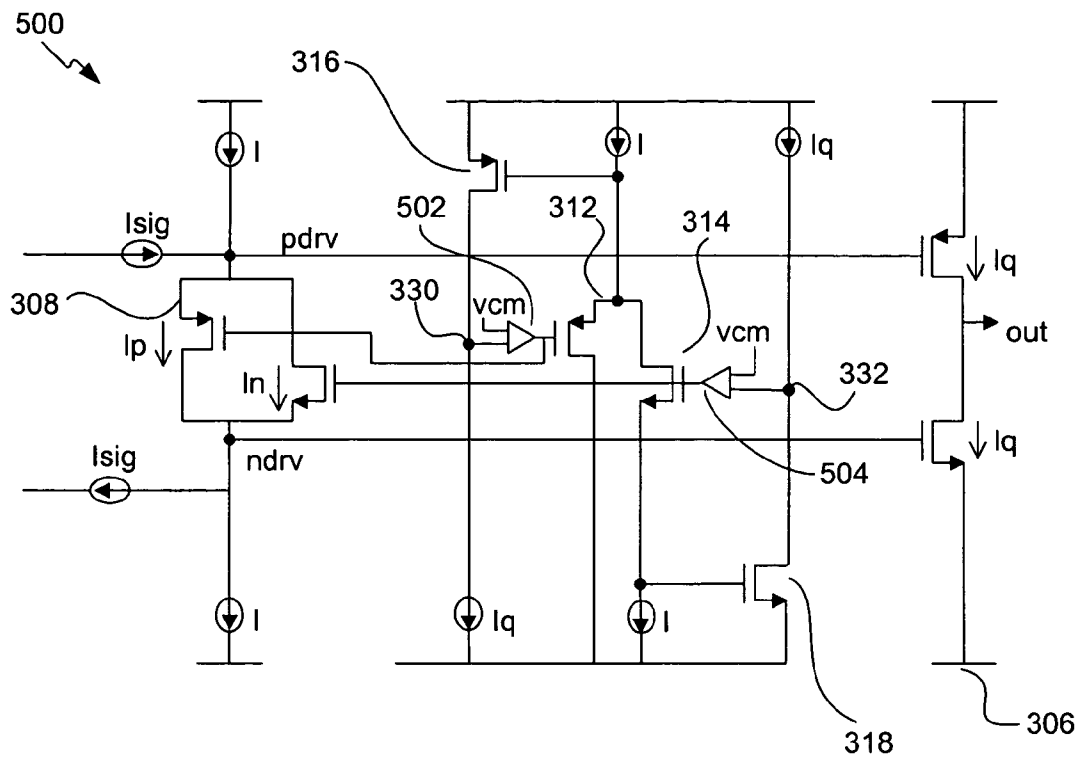 500
316
I
I
Iq
Isig
502
312
314
pdrv
Iq
308
330
vcm
vcm
out
Ip
In
332
Iq
Isig
ndrv
504
I
Iq
I
318
306